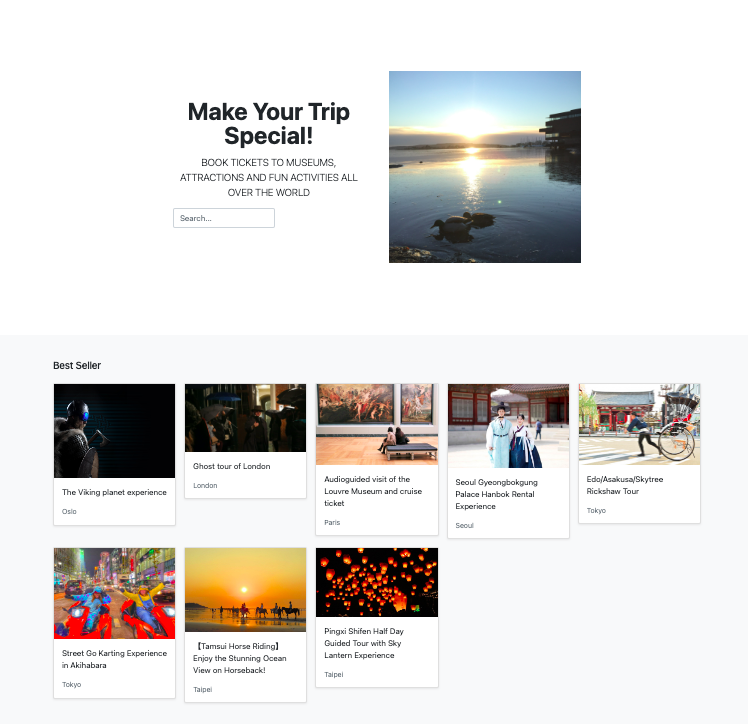 Make Your Trip
Special!
BOOK TICKETS TO MUSEUMS,
ATTRACTIONS AND FUN ACTIVITIES ALL
OVER THE WORLD
Search...
Best Seller
The Viking planet experience
Oslo
Ghost tour of London
London
Audioguided visit of the
Louvre Museum and cruise
ticket
Paris
Seoul Gyeongbokgung
Palace Hanbok Rental
Experience
Seoul
Edo/Asakusa/Skytree
Rickshaw Tour
Tokyo
Street Go Karting Experience
in Akihabara
Tokyo
【Tamsui Horse Riding】
Enjoy the Stunning Ocean
View on Horseback!
Taipei
Pingxi Shifen Half Day
Guided Tour with Sky
Lantern Experience
Taipei